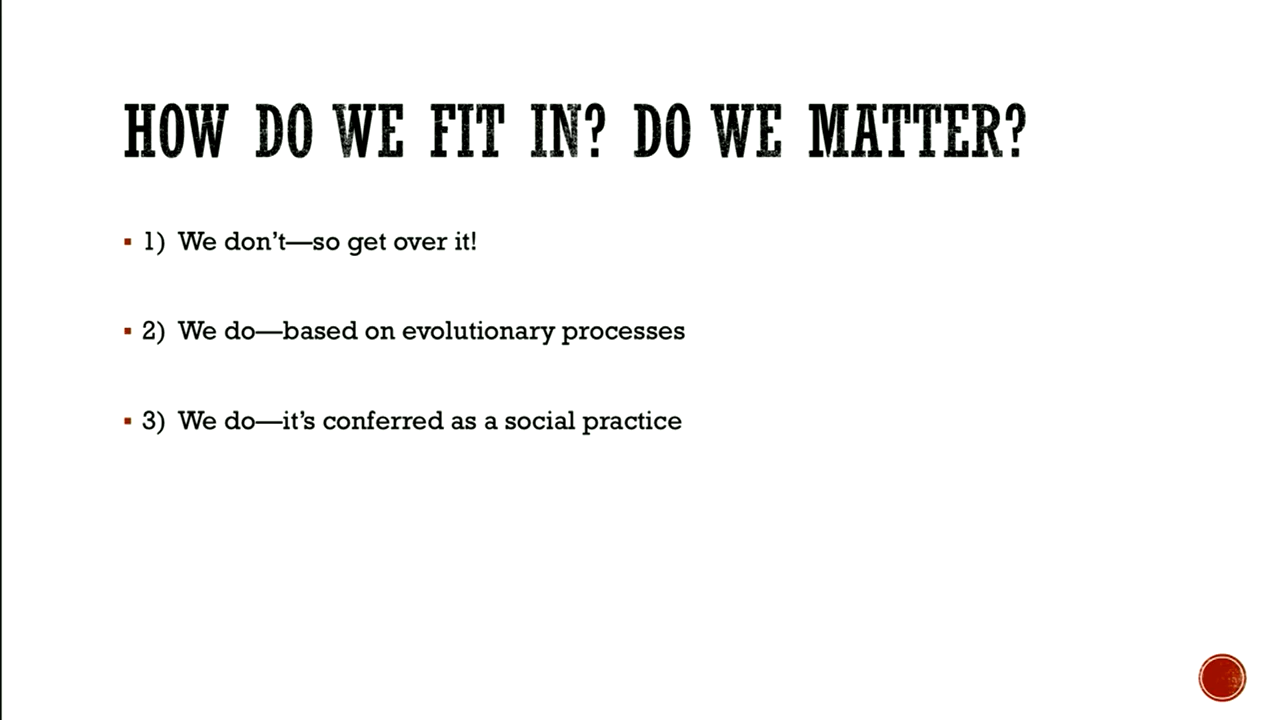 HOW DO WE FIT IN? DO WE MATTER?
1) We don't—so get over it!
2) We do—based on evolutionary processes
3) We do—it's conferred as a social practice